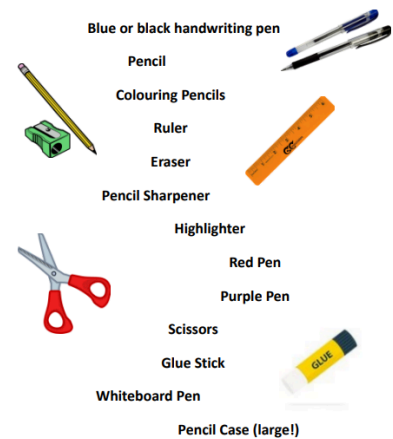 Blue or black handwriting pen
Pencil
Colouring Pencils
Ruler
Eraser
Pencil Sharpener
Highlighter
Red Pen
Purple Pen
Scissors
Glue Stick
GLUE
Whiteboard Pen
Pencil Case (large!)